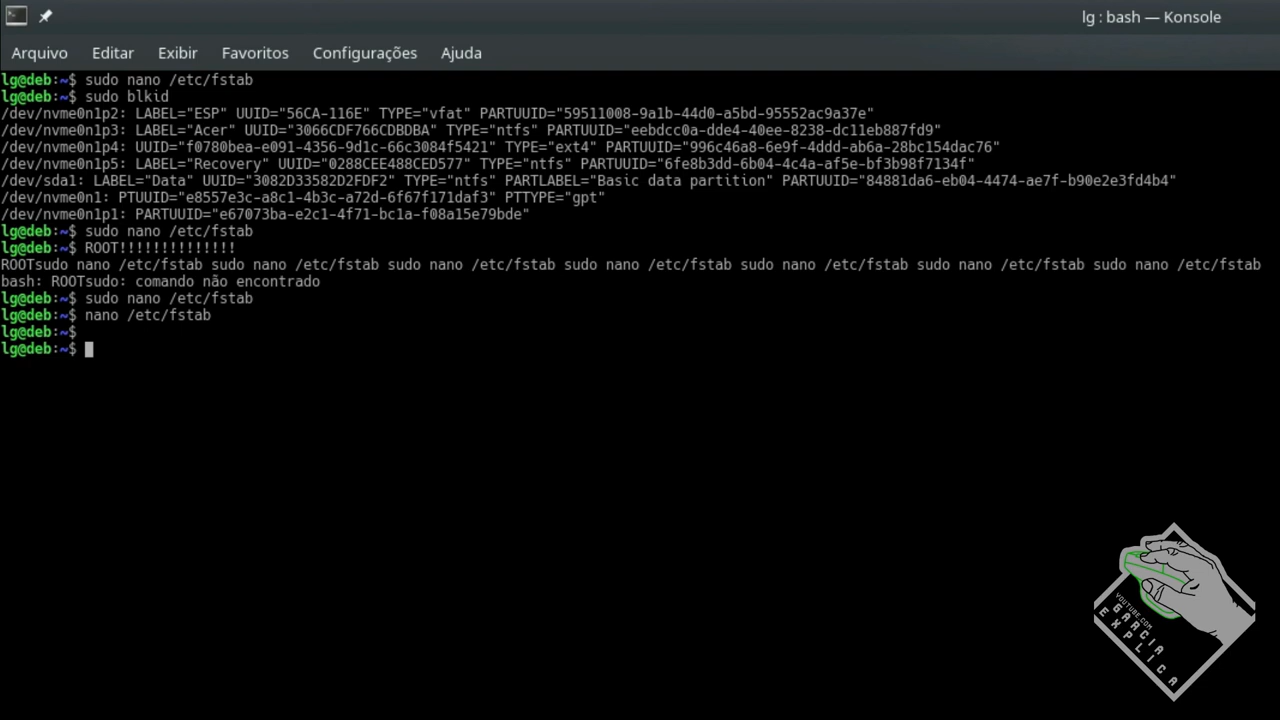 lg : bash — Konsole
Arquivo Editar Exibir Favoritos Configurações Ajuda
lg@deb:~$ sudo nano /etc/fstab
lg@deb:~$ sudo blkid
/dev/nvme0n1p2: LABEL="ESP" UUID="56CA-116E" TYPE="vfat" PARTUUID="59511008-9a1b-44d0-a5bd-95552ac9a37e"
/dev/nvme0n1p3: LABEL="Acer" UUID="3066CDF766CDBDBA" TYPE="ntfs" PARTUUID="eebdcc0a-dde4-40ee-8238-dc11eb887fd9"
/dev/nvme0n1p4: UUID="f0780bea-e091-4356-9d1c-66c3084f5421" TYPE="ext4" PARTUUID="996c46a8-6e9f-4ddd-ab6a-28bc154dac76"
/dev/nvme0n1p5: LABEL="Recovery" UUID="0288CEE488CED577" TYPE="ntfs" PARTUUID="6fe8b3dd-6b04-4c4a-af5e-bf3b98f7134f"
/dev/sda1: LABEL="Data" UUID="3082D33582D2FDF2" TYPE="ntfs" PARTLABEL="Basic data partition" PARTUUID="84881da6-eb04-4474-ae7f-b90e2e3fd4b4"
/dev/nvme0n1: PTUUID="e8557e3c-a8c1-4b3c-a72d-6f67f171daf3" PTTYPE="gpt"
/dev/nvme0n1p1: PARTUUID="e67073ba-e2c1-4f71-bc1a-f08a15e79bde"
lg@deb:~$ sudo nano /etc/fstab
lg@deb:~$ ROOT!!!!!!!!!!!!!!
ROOTsudo nano /etc/fstab sudo nano /etc/fstab sudo nano /etc/fstab sudo nano /etc/fstab sudo nano /etc/fstab sudo nano /etc/fstab sudo nano /etc/fstab
bash: ROOTsudo: comando não encontrado
lg@deb:~$ sudo nano /etc/fstab
lg@deb:~$ nano /etc/fstab
lg@deb:~$
lg@deb:~$
YOUTUBE.COM
GARCIA
EXPLICA